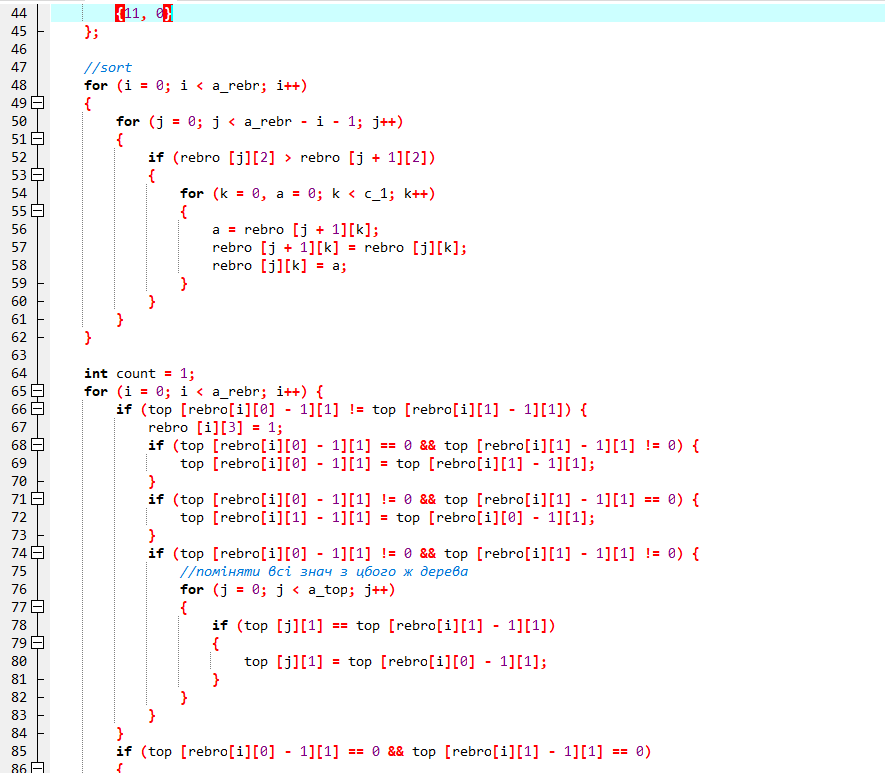 44 {11, 0}
45 };
46
47 //sort
48 for (i = 0; i < a_rebr; i++)
49 {
50 for (j = 0; j < a_rebr - i - 1; j++)
51 {
52 if (rebro [j][2] > rebro [j + 1][2])
53 {
54 for (k = 0, a = 0; k < c_1; k++)
55 {
56 a = rebro [j + 1][k];
57 rebro [j + 1][k] = rebro [j][k];
58 rebro [j][k] = a;
59 }
60 }
61 }
62 }
63
64 int count = 1;
65 for (i = 0; i < a_rebr; i++) {
66 if (top [rebro[i][0] - 1][1] != top [rebro[i][1] - 1][1]) {
67 rebro [i][3] = 1;
68 if (top [rebro[i][0] - 1][1] == 0 && top [rebro[i][1] - 1][1] != 0) {
69 top [rebro[i][0] - 1][1] = top [rebro[i][1] - 1][1];
70 }
71 if (top [rebro[i][0] - 1][1] != 0 && top [rebro[i][1] - 1][1] == 0) {
72 top [rebro[i][1] - 1][1] = top [rebro[i][0] - 1][1];
73 }
74 if (top [rebro[i][0] - 1][1] != 0 && top [rebro[i][1] - 1][1] != 0) {
75 //поміняти всі знач з цбого ж дерева
76 for (j = 0; j < a_top; j++)
77 {
78 if (top [j][1] == top [rebro[i][1] - 1][1])
79 {
80 top [j][1] = top [rebro[i][0] - 1][1];
81 }
82 }
83 }
84 }
85 if (top [rebro[i][0] - 1][1] == 0 && top [rebro[i][1] - 1][1] == 0)
86 {